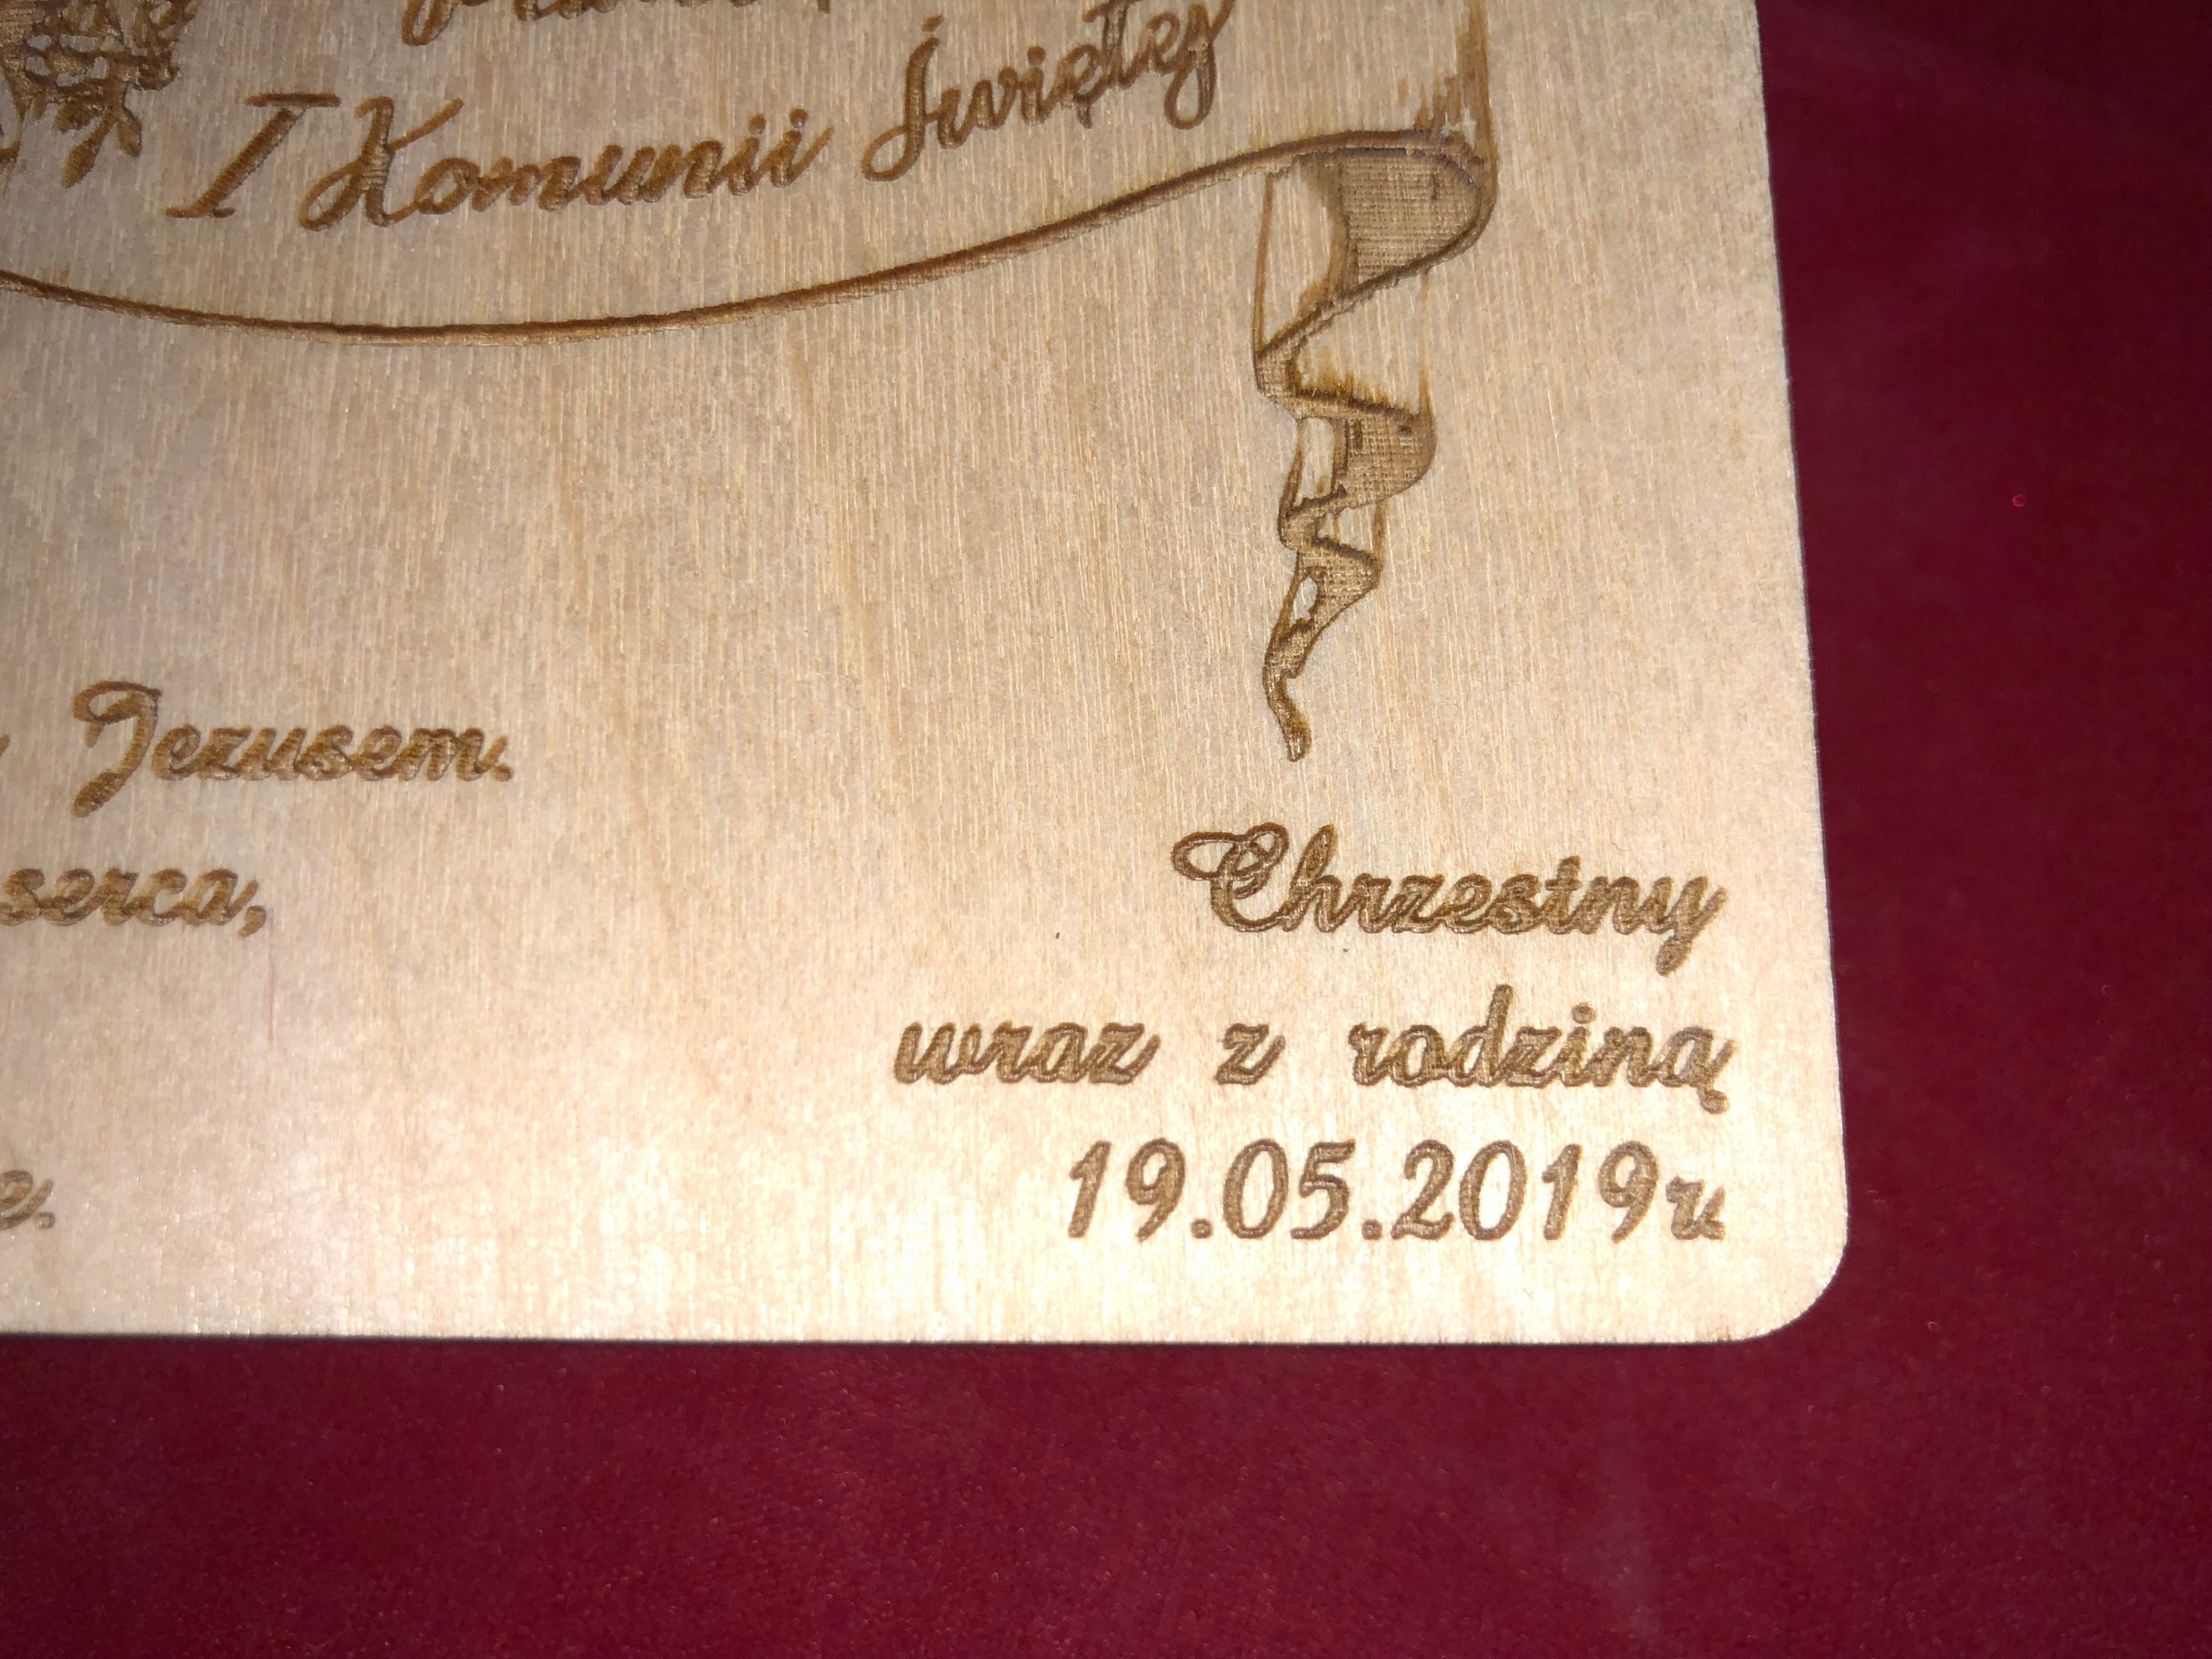 I Komunii Świętej
Jezusem.
serca,
Chrzestny
wraz z rodziną
19.05.2019r